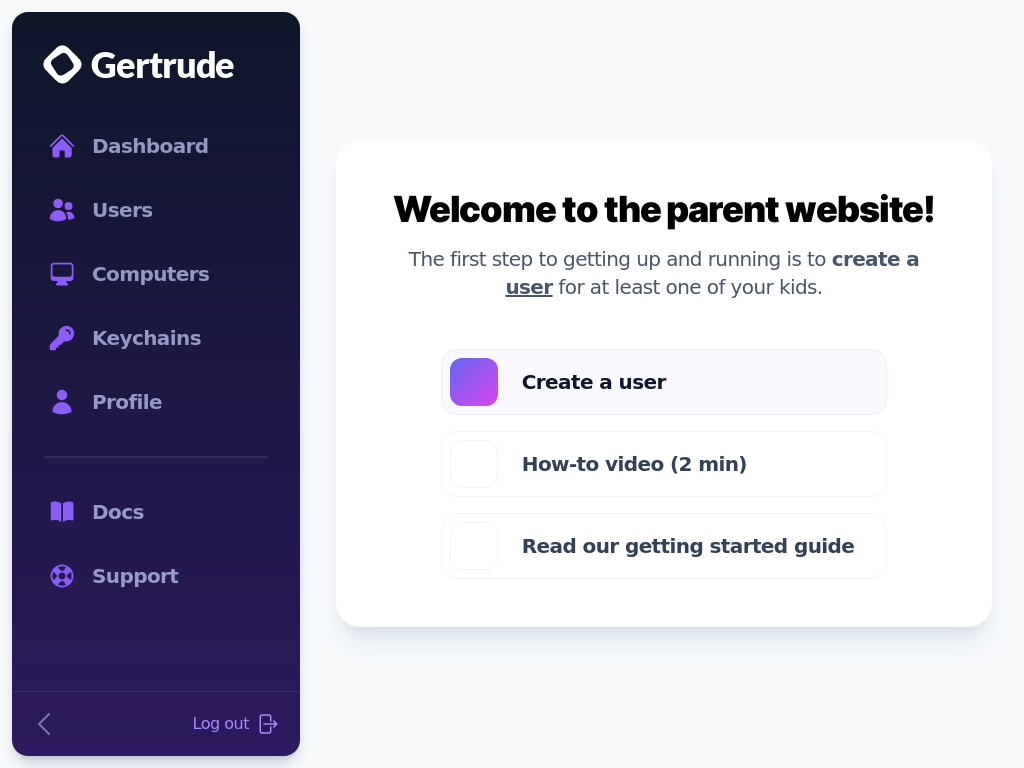 Gertrude
Dashboard
Users
Computers
Keychains
Profile
Docs
Support
Log out
Welcome to the parent website!
The first step to getting up and running is to create a
user for at least one of your kids.
Create a user
How-to video (2 min)
Read our getting started guide